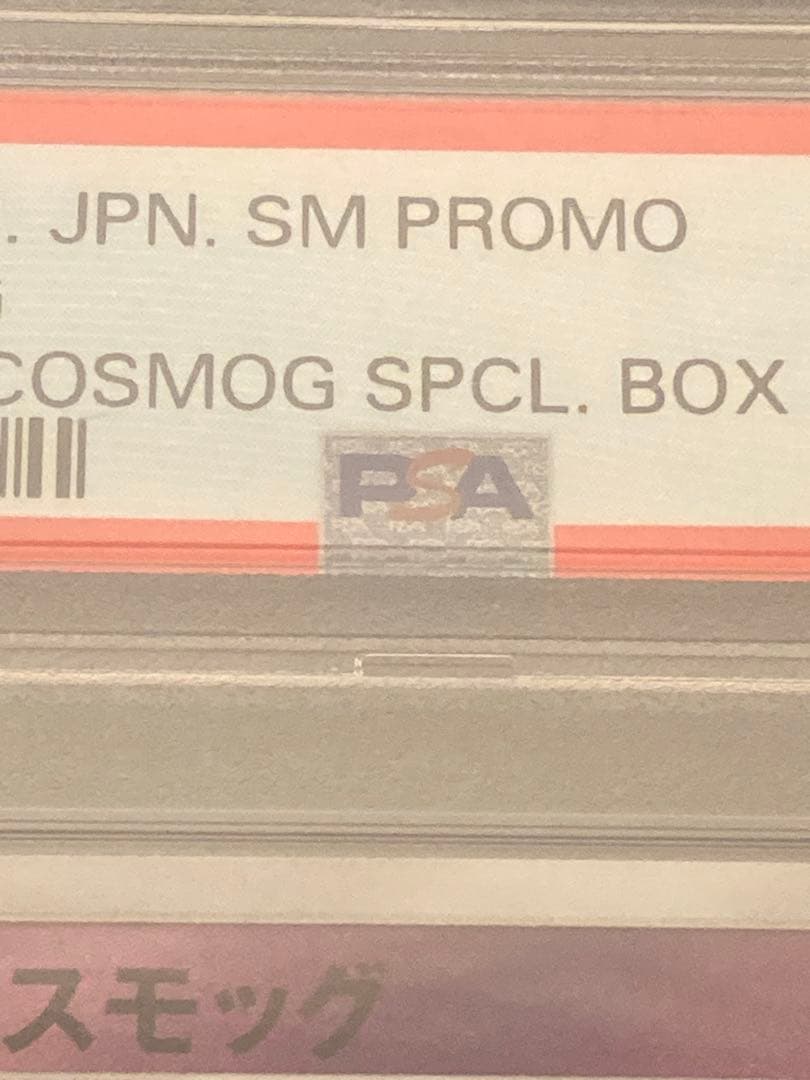 . JPN. SM PROMO
COSMOG SPCL. BOX
PSA
スモッグ